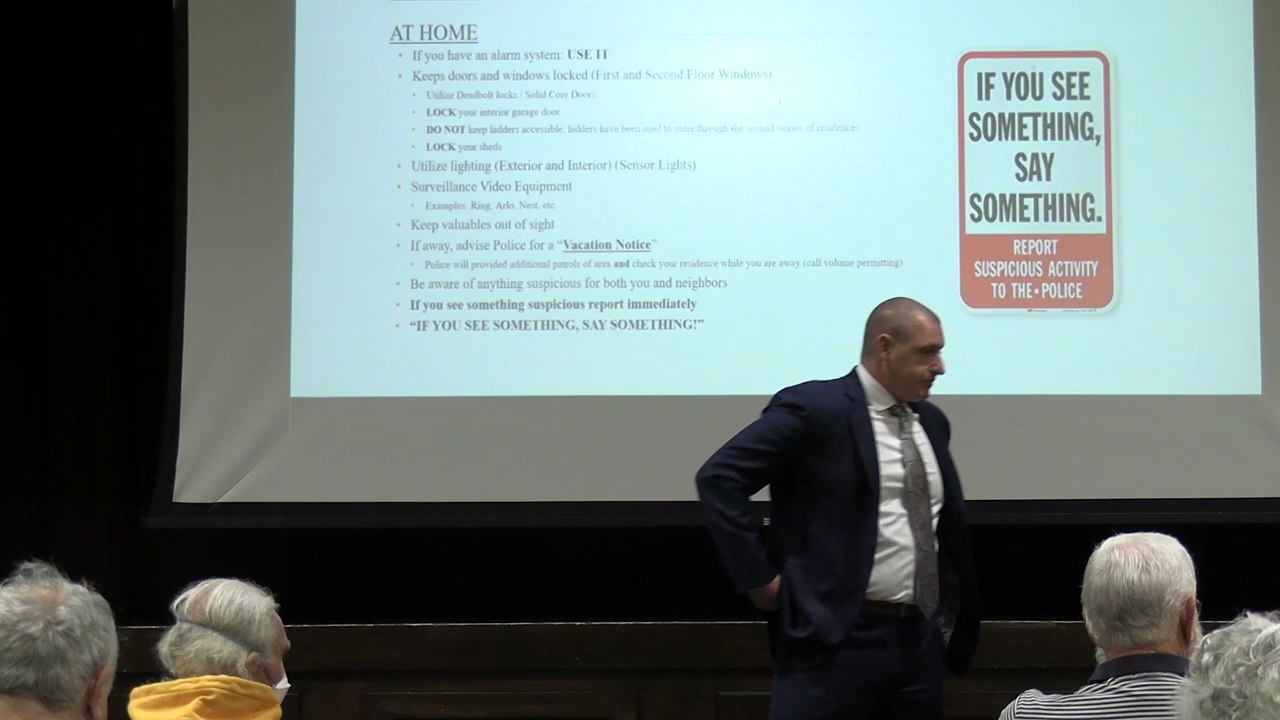 AT HOME
If you have an alarm system: USE IT
Keeps doors and windows locked (First and Second Floor Windows)
Utilize Deadbolt locks / Solid Core Doors
LOCK your interior garage door
DO NOT keep ladders accessible, ladders have been used to enter through the second stories of residences
LOCK your sheds
Utilize lighting (Exterior and Interior) (Sensor Lights)
Surveillance Video Equipment
Examples: Ring, Arlo, Nest, etc
Keep valuables out of sight
If away, advise Police for a “Vacation Notice”
Police will provided additional patrols of area and check your residence while you are away (call volume permitting)
Be aware of anything suspicious for both you and neighbors
If you see something suspicious report immediately
“IF YOU SEE SOMETHING, SAY SOMETHING!”
IF YOU SEE
SOMETHING,
SAY
SOMETHING.
REPORT
SUSPICIOUS ACTIVITY
TO THE•POLICE